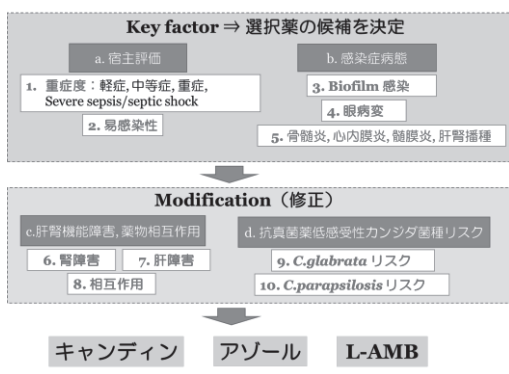 Key factor ⇒ 選択薬の候補を決定
a. 宿主評価
1. 重症度：軽症, 中等症, 重症,
Severe sepsis/septic shock
2. 易感染性
b. 感染症病態
3. Biofilm 感染
4. 眼病変
5. 骨髄炎, 心内膜炎, 髄膜炎, 肝腎播種
Modification（修正）
c.肝腎機能障害, 薬物相互作用
6. 腎障害
7. 肝障害
8. 相互作用
d. 抗真菌薬低感受性カンジダ菌種リスク
9. C.glabrata リスク
10. C.parapsilosis リスク
キャンディン
アゾール
L-AMB